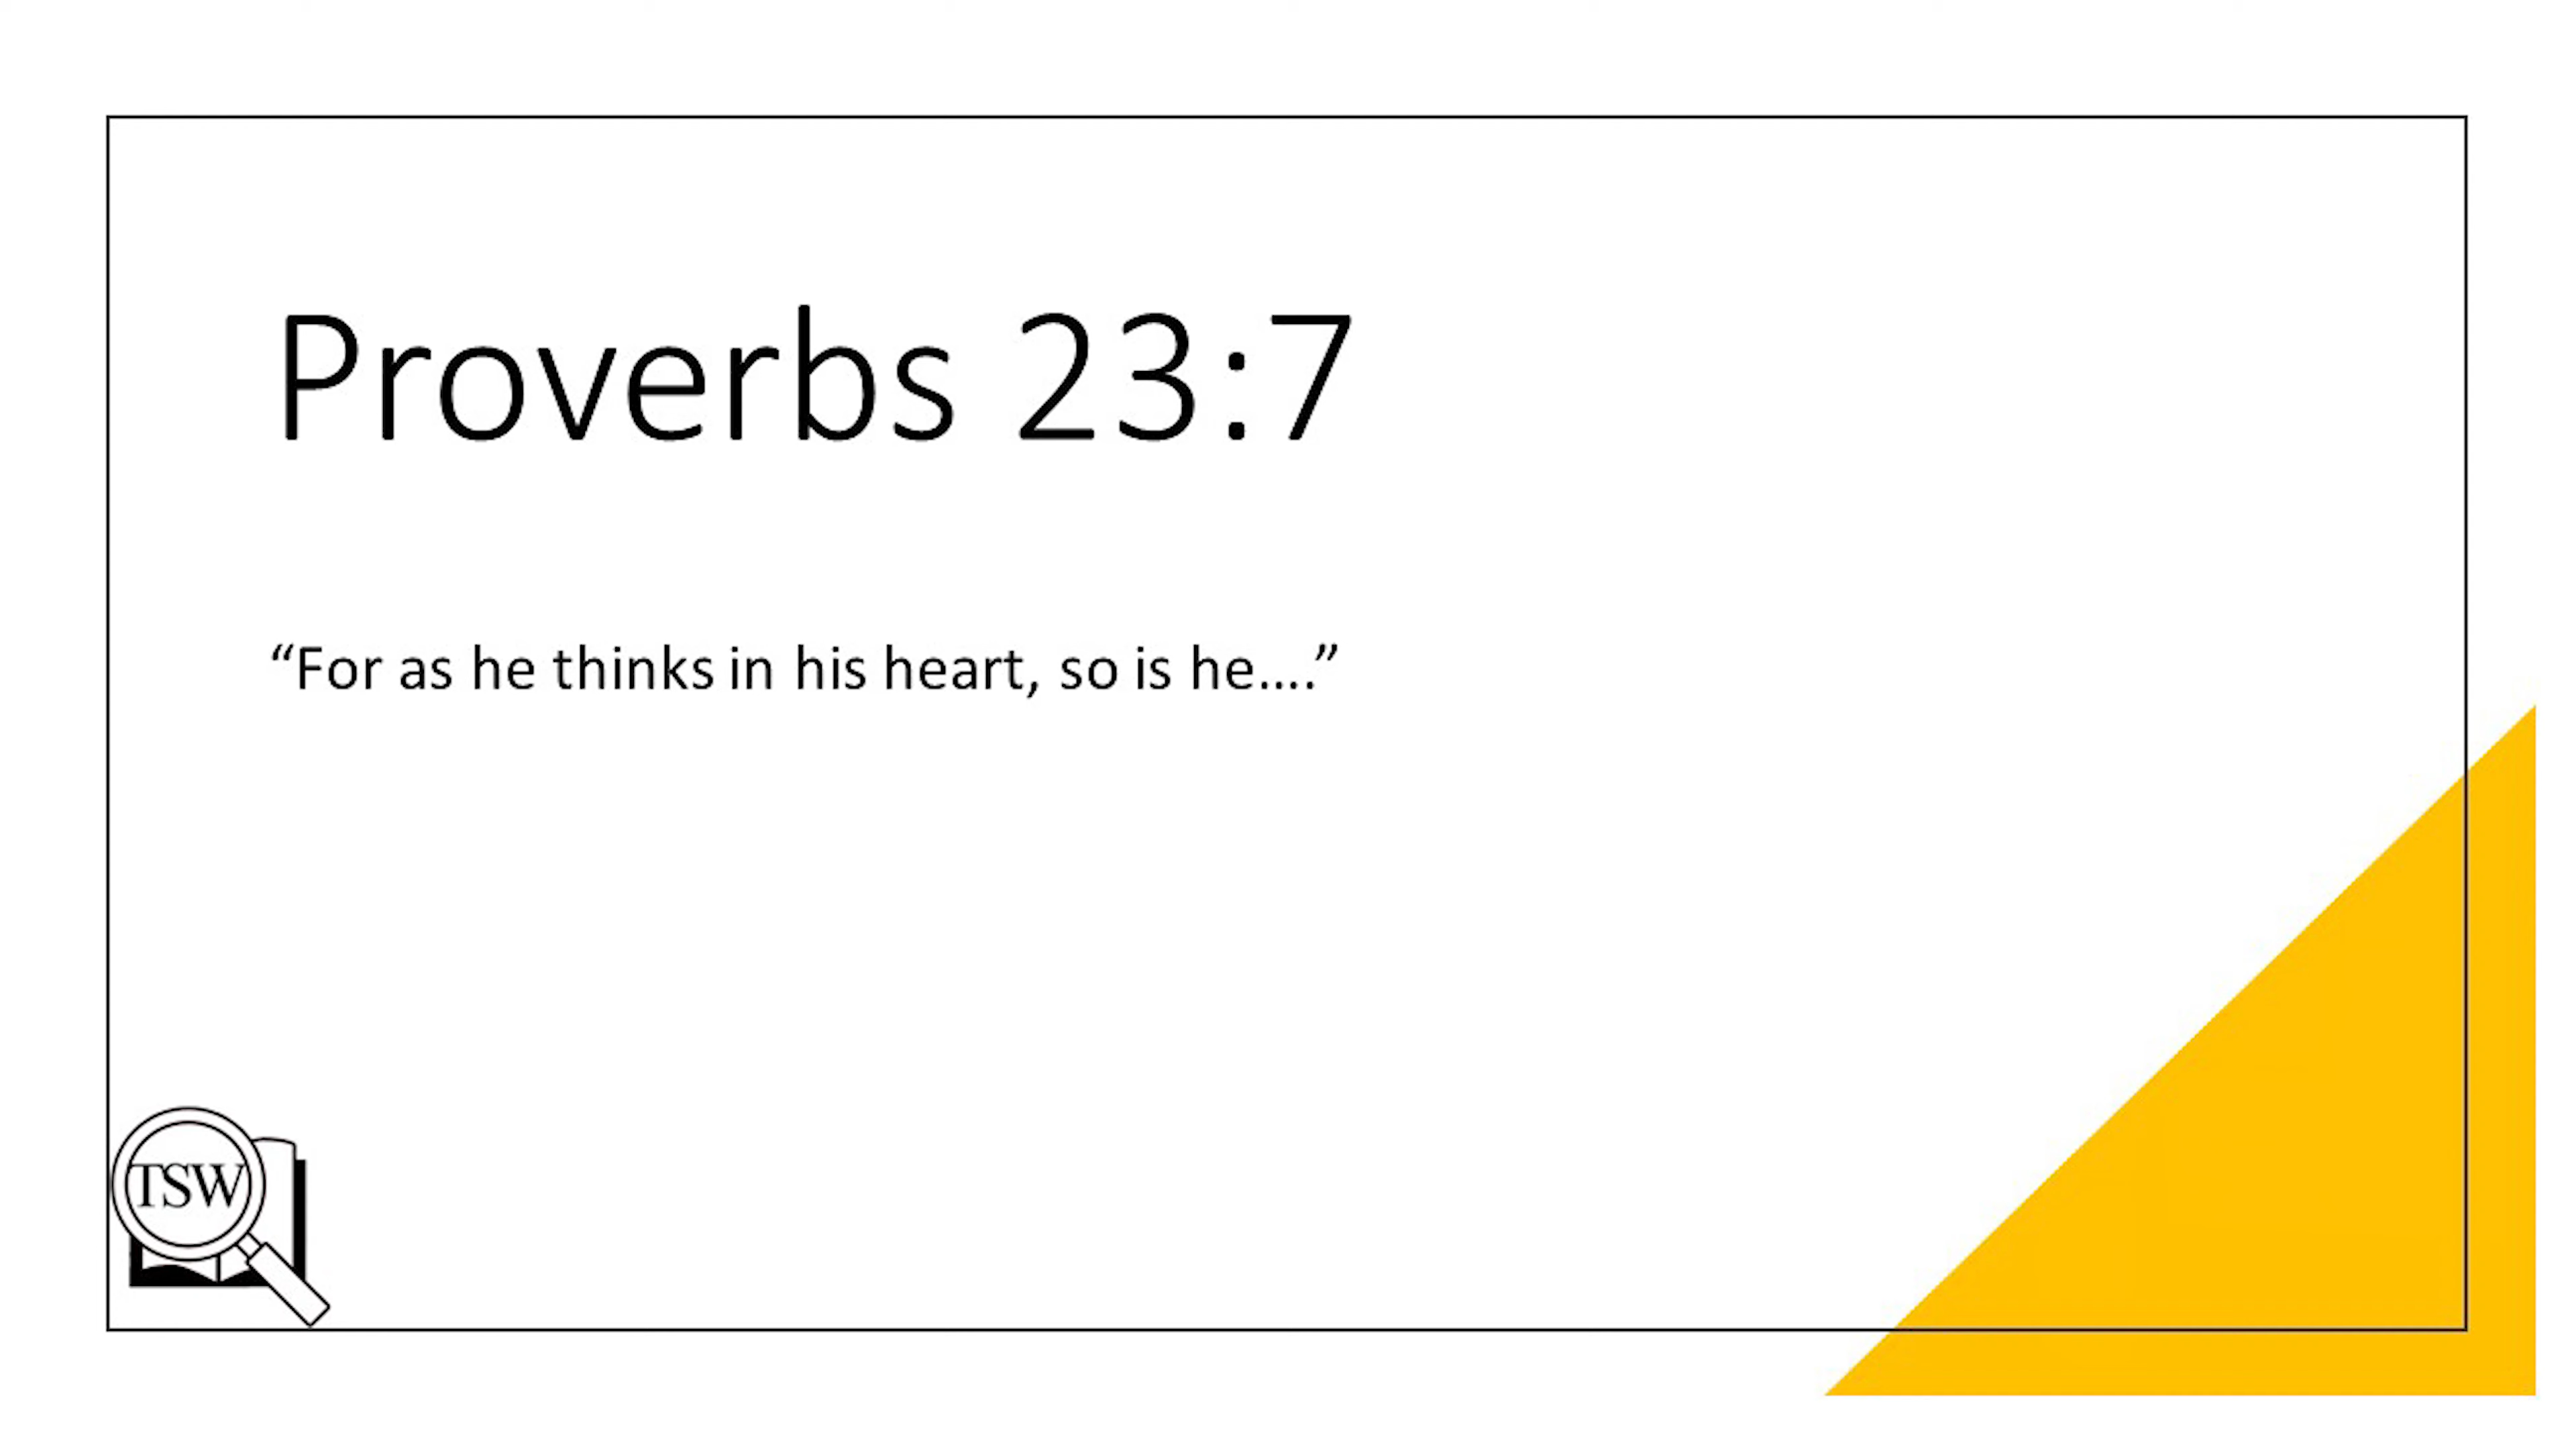 Proverbs 23:7
“For as he thinks in his heart, so is he....”
TSW